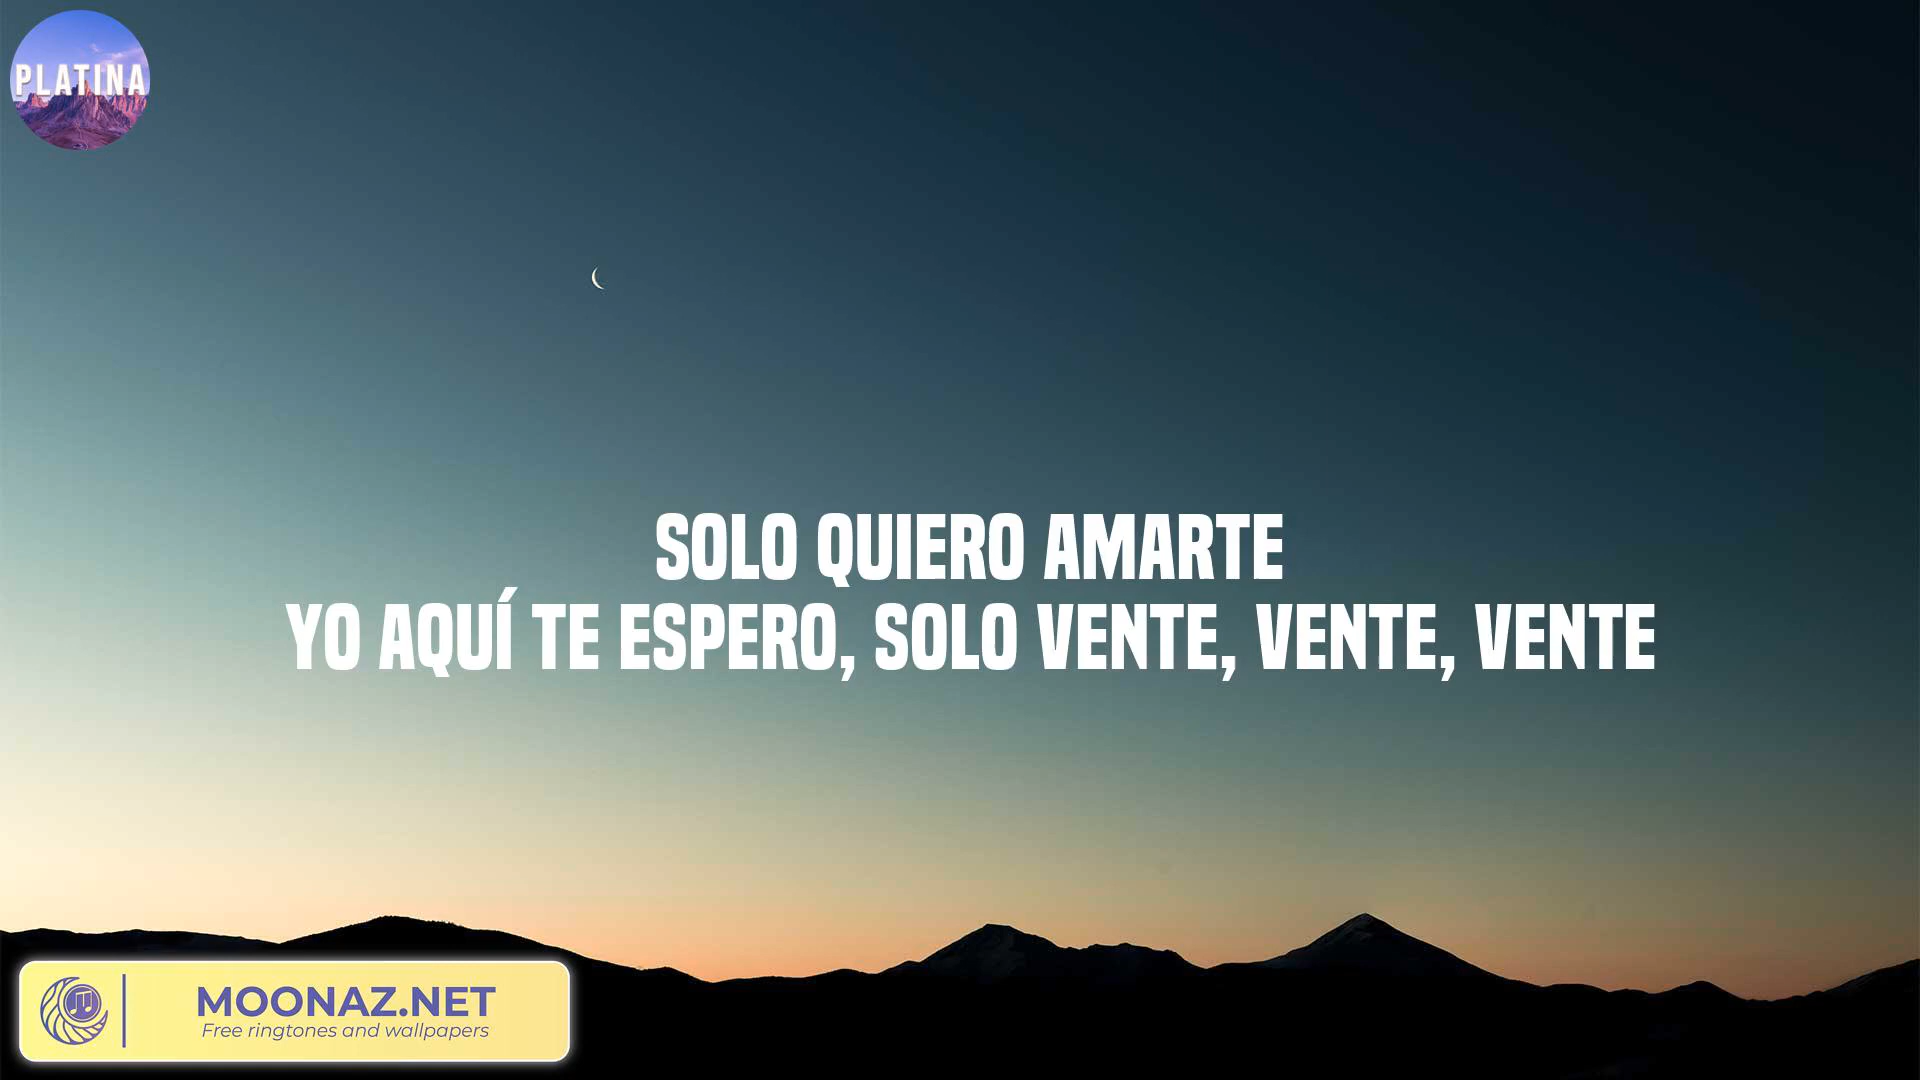 PLATINA
SOLO QUIERO AMARTE
YO AQUÍ TE ESPERO, SOLO VENTE, VENTE, VENTE
MOONAZ.NET
Free ringtones and wallpapers